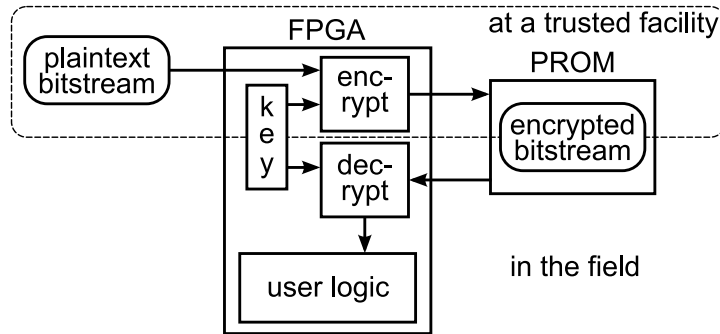 at a trusted facility
FPGA
plaintext
bitstream
enc-
rypt
PROM
k
e
y
encrypted
bitstream
dec-
rypt
in the field
user logic